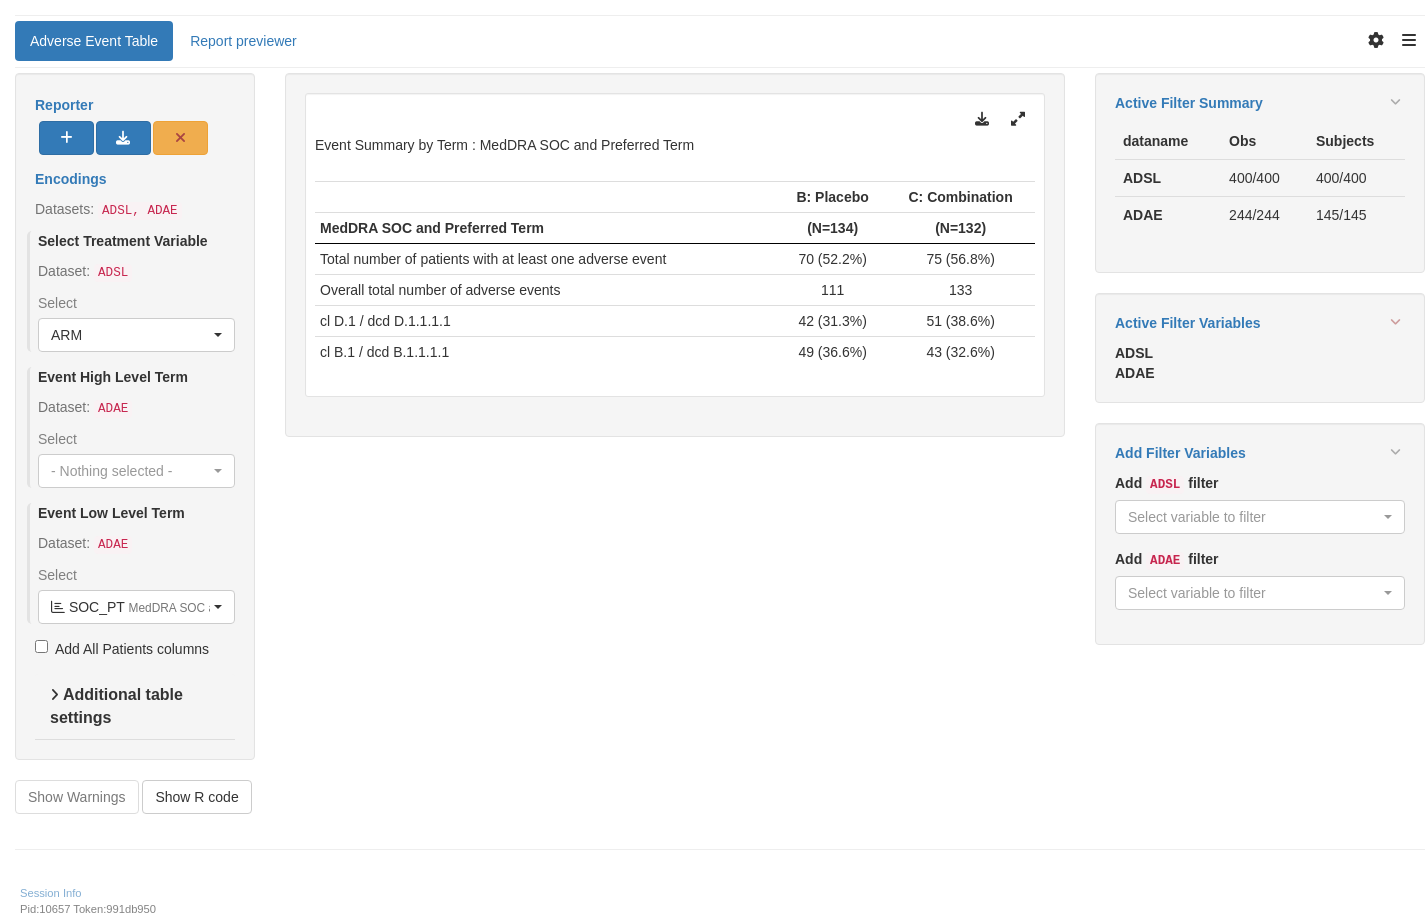 Adverse Event Table
Report previewer
Reporter
Encodings
Datasets: ADSL, ADAE
Select Treatment Variable
Dataset: ADSL
Select
ARM
Event High Level Term
Dataset: ADAE
Select
- Nothing selected -
Event Low Level Term
Dataset: ADAE
Select
SOC_PT MedDRA SOC
Add All Patients columns
Additional table
settings
Show Warnings
Show R code
Event Summary by Term : MedDRA SOC and Preferred Term
B: Placebo C: Combination
MedDRA SOC and Preferred Term (N=134) (N=132)
Total number of patients with at least one adverse event 70 (52.2%) 75 (56.8%)
Overall total number of adverse events 111 133
cl D.1 / dcd D.1.1.1.1 42 (31.3%) 51 (38.6%)
cl B.1 / dcd B.1.1.1.1 49 (36.6%) 43 (32.6%)
Active Filter Summary
dataname Obs Subjects
ADSL 400/400 400/400
ADAE 244/244 145/145
Active Filter Variables
ADSL
ADAE
Add Filter Variables
Add ADSL filter
Select variable to filter
Add ADAE filter
Select variable to filter
Session Info
Pid:10657 Token:991db950